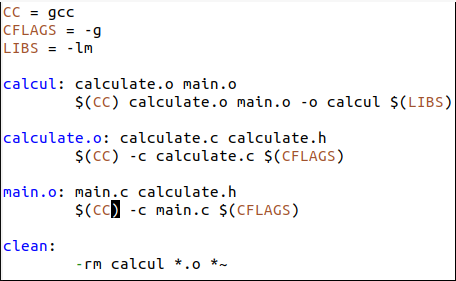 CC = gcc
CFLAGS = -g
LIBS = -lm
calcul: calculate.o main.o
$(CC) calculate.o main.o -o calcul $(LIBS)
calculate.o: calculate.c calculate.h
$(CC) -c calculate.c $(CFLAGS)
main.o: main.c calculate.h
$(CC) -c main.c $(CFLAGS)
clean:
-rm calcul *.o *~